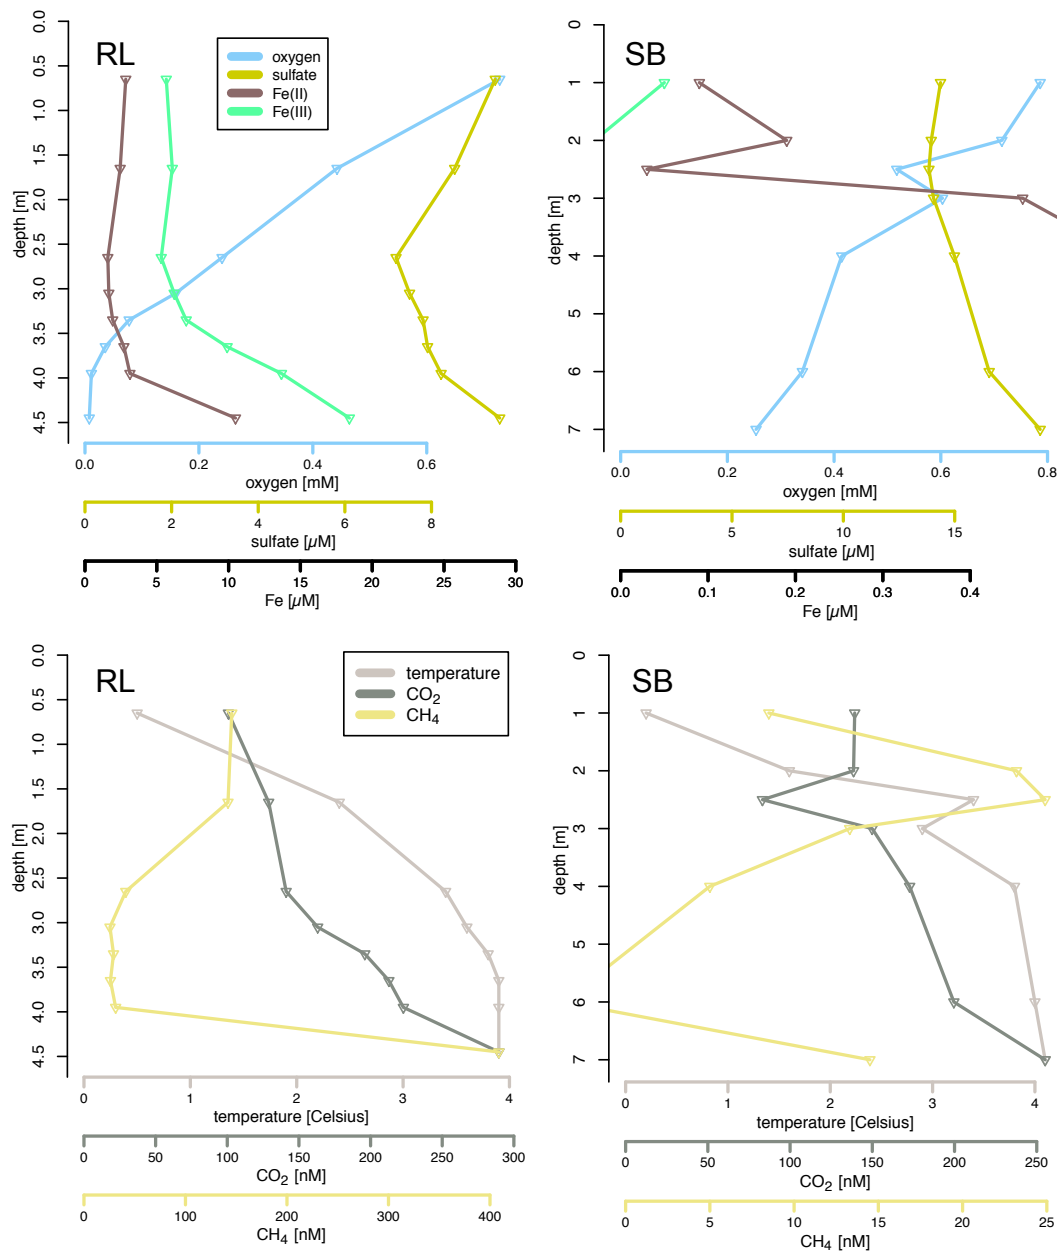 RL
oxygen
sulfate
Fe(II)
Fe(III)
0.0
0.5
1.0
1.5
2.0
2.5
3.0
3.5
4.0
4.5
depth [m]
0.0 0.2 0.4 0.6
oxygen [mM]
0 2 4 6 8
sulfate [µM]
0 5 10 15 20 25 30
Fe [µM]
SB
0
1
2
3
4
5
6
7
depth [m]
0.0 0.2 0.4 0.6 0.8
oxygen [mM]
0 5 10 15
sulfate [µM]
0.0 0.1 0.2 0.3 0.4
Fe [µM]
RL
temperature
CO2
CH4
0.0
0.5
1.0
1.5
2.0
2.5
3.0
3.5
4.0
4.5
depth [m]
0 1 2 3 4
temperature [Celsius]
0 50 100 150 200 250 300
CO2 [nM]
0 100 200 300 400
CH4 [nM]
SB
0
1
2
3
4
5
6
7
depth [m]
0 1 2 3 4
temperature [Celsius]
0 50 100 150 200 250
CO2 [nM]
0 5 10 15 20 25
CH4 [nM]